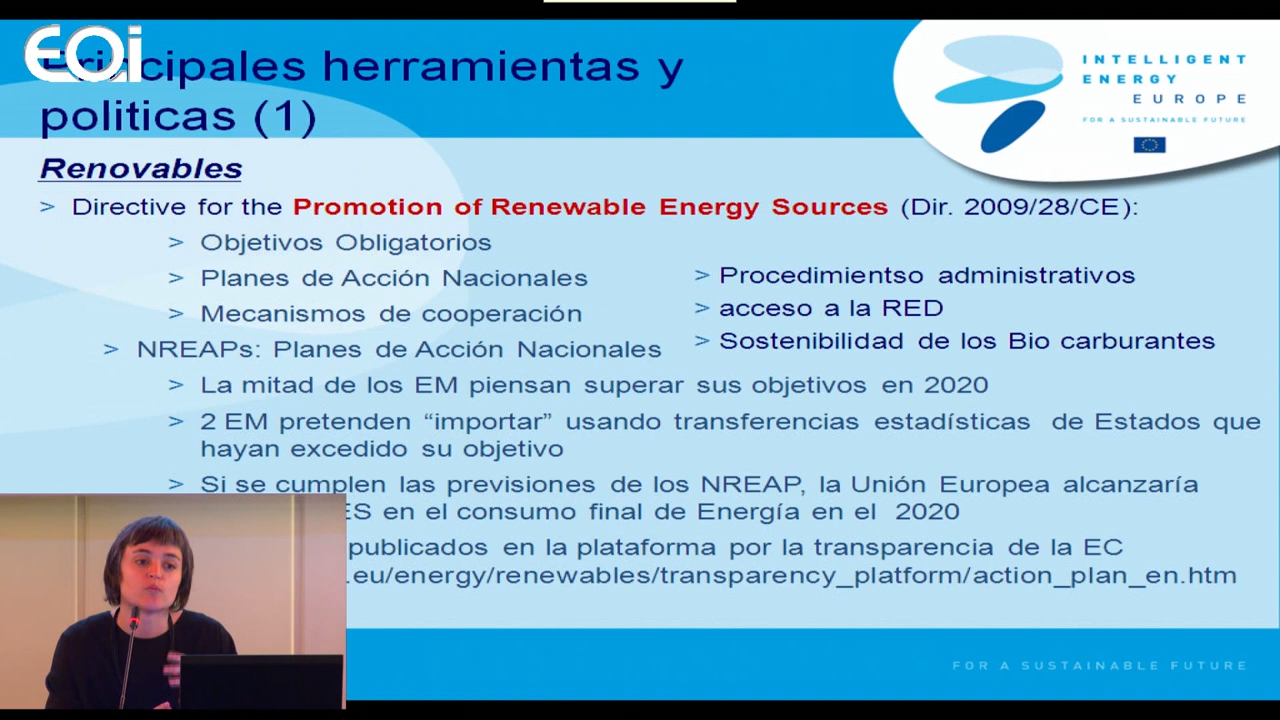 EOi
Principales herramientas y
politicas (1)
INTELLIGENT
ENERGY
EUROPE
FOR A SUSTAINABLE FUTURE
Renovables
> Directive for the Promotion of Renewable Energy Sources (Dir. 2009/28/CE):
> Objetivos Obligatorios
> Planes de Acción Nacionales
> Mecanismos de cooperación
> Procedimientso administrativos
> acceso a la RED
> Sostenibilidad de los Bio carburantes
> NREAPs: Planes de Acción Nacionales
> La mitad de los EM piensan superar sus objetivos en 2020
> 2 EM pretenden “importar” usando transferencias estadísticas de Estados que
hayan excedido su objetivo
> Si se cumplen las previsiones de los NREAP, la Unión Europea alcanzaría
ES en el consumo final de Energía en el 2020
publicados en la plataforma por la transparencia de la EC
.eu/energy/renewables/transparency_platform/action_plan_en.htm
FOR A SUSTAINABLE FUTURE